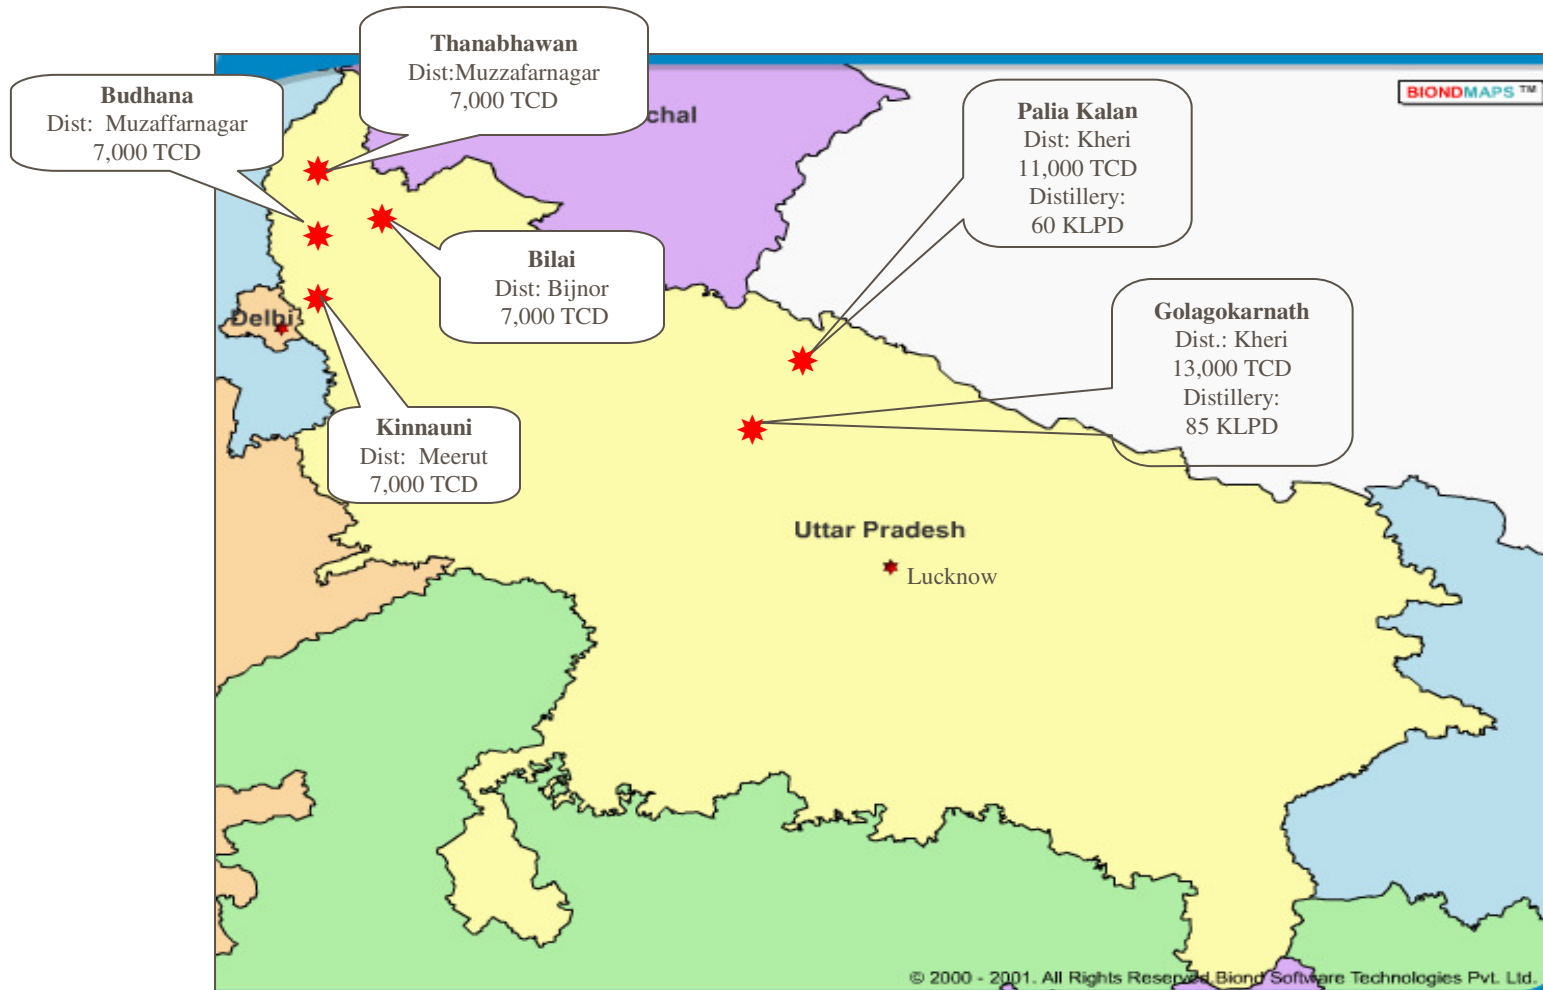 Thanabhawan
Dist:Muzzafarnagar
7,000 TCD
Budhana
Dist: Muzaffarnagar
7,000 TCD
chal
BIONDMAPS ™
Palia Kalan
Dist: Kheri
11,000 TCD
Distillery:
60 KLPD
Bilai
Dist: Bijnor
7,000 TCD
Delhi
Golagokarnath
Dist.: Kheri
13,000 TCD
Distillery:
85 KLPD
Kinnauni
Dist: Meerut
7,000 TCD
Uttar Pradesh
Lucknow
© 2000 - 2001. All Rights Reserved Biond Software Technologies Pvt. Ltd.